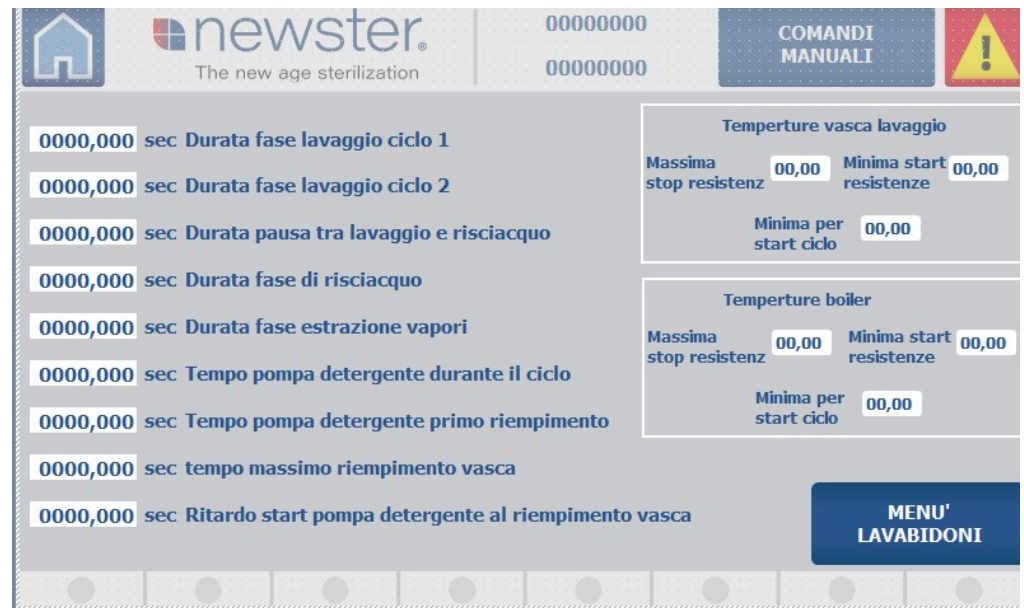 newster®
The new age sterilization
00000000
00000000
COMANDI
MANUALI
!
0000,000 sec Durata fase lavaggio ciclo 1
0000,000 sec Durata fase lavaggio ciclo 2
0000,000 sec Durata pausa tra lavaggio e risciacquo
0000,000 sec Durata fase di risciacquo
0000,000 sec Durata fase estrazione vapori
0000,000 sec Tempo pompa detergente durante il ciclo
0000,000 sec Tempo pompa detergente primo riempimento
0000,000 sec tempo massimo riempimento vasca
0000,000 sec Ritardo start pompa detergente al riempimento vasca
Temperture vasca lavaggio
Massima
stop resistenz
00,00
Minima start
resistenze
00,00
Minima per
start ciclo
00,00
Temperture boiler
Massima
stop resistenz
00,00
Minima start
resistenze
00,00
Minima per
start ciclo
00,00
MENU'
LAVABIDONI